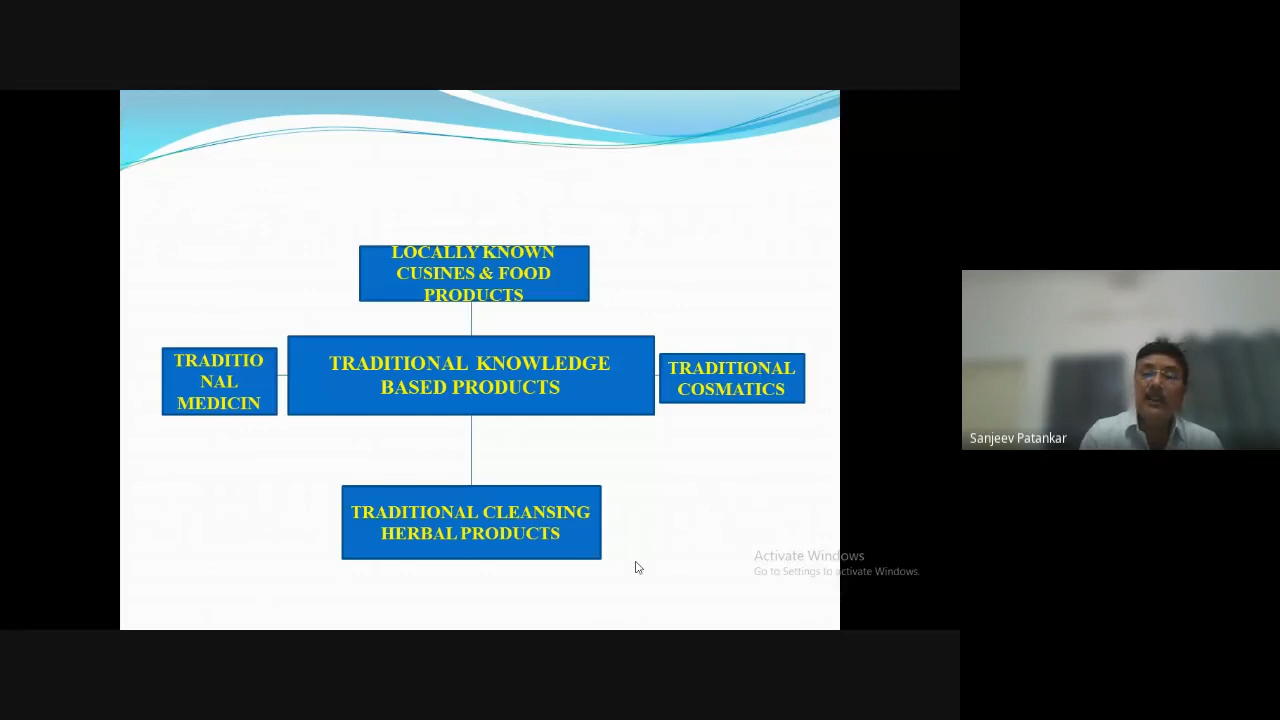 LOCALLY KNOWN
CUSINES & FOOD
PRODUCTS
TRADITIO
NAL
MEDICIN
TRADITIONAL KNOWLEDGE
BASED PRODUCTS
TRADITIONAL
COSMATICS
TRADITIONAL CLEANSING
HERBAL PRODUCTS
Activate Windows
Go to Settings to activate Windows.
Sanjeev Patankar